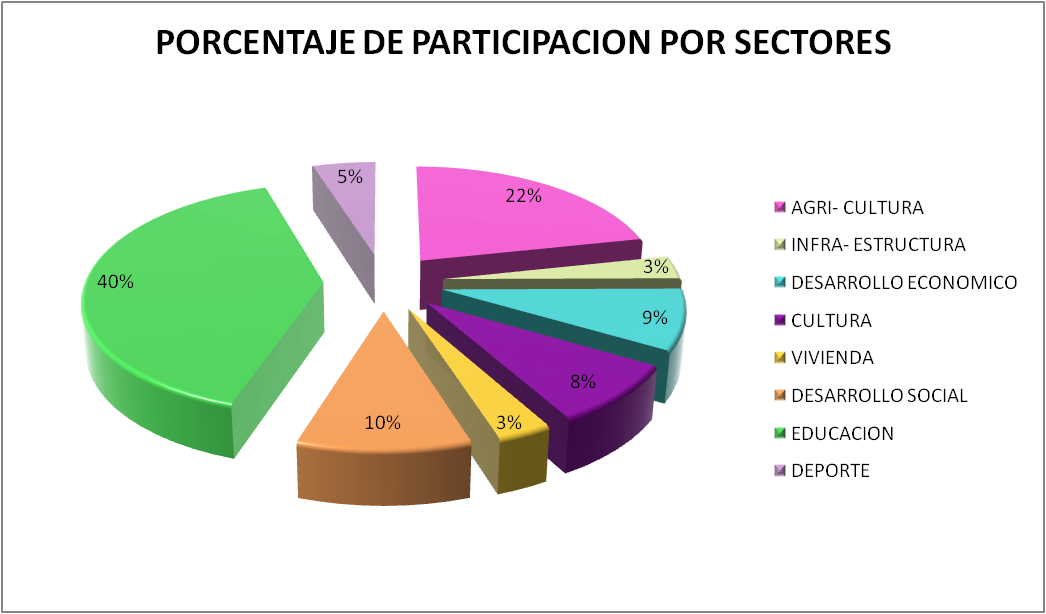 PORCENTAJE DE PARTICIPACION POR SECTORES
5%
22%
3%
40%
9%
8%
10%
3%
AGRI- CULTURA
INFRA- ESTRUCTURA
DESARROLLO ECONOMICO
CULTURA
VIVIENDA
DESARROLLO SOCIAL
EDUCACION
DEPORTE